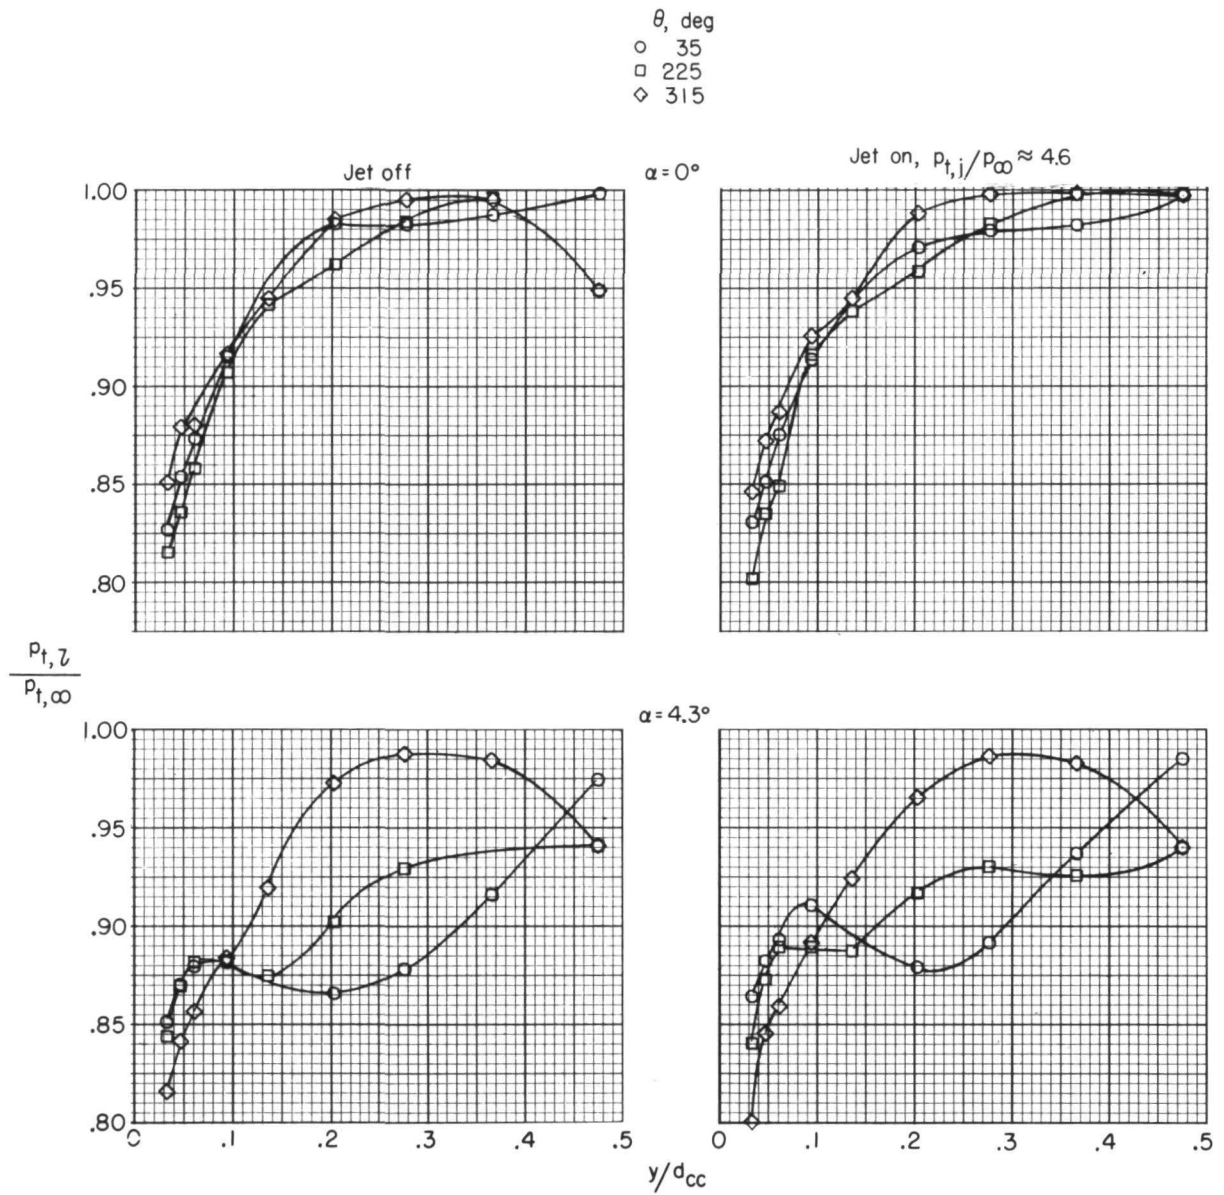 θ, deg
○ 35
□ 225
◇ 315
Jet off
α=0°
Jet on, p_t,j/p_∞ ≈ 4.6
1.00
.95
.90
.85
.80
p_t,l
p_t,∞
α=4.3°
1.00
.95
.90
.85
.80
0 .1 .2 .3 .4 .5
0 .1 .2 .3 .4 .5
y/d_cc